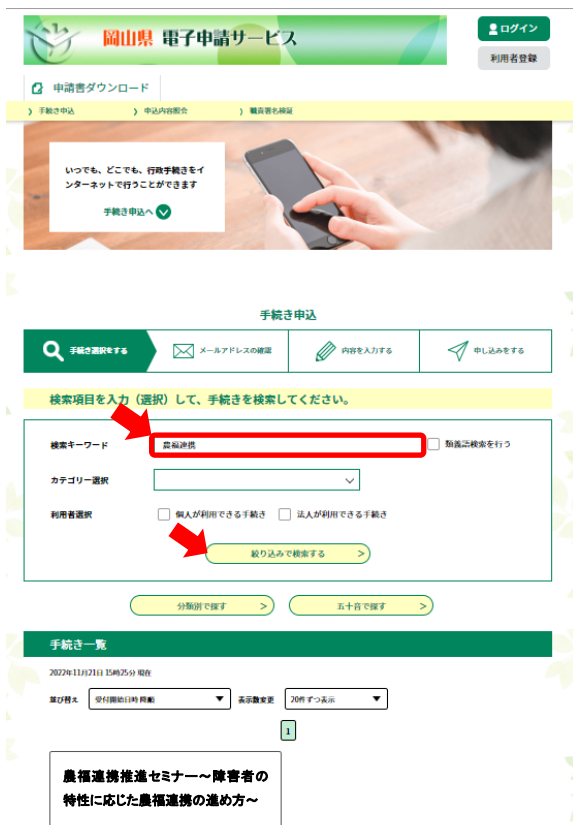 岡山県 電子申請サービス
ログイン
利用者登録
申請書ダウンロード
手続き申込
申込内容照会
職責署名検証
いつでも、どこでも、行政手続きをイ
ンターネットで行うことができます
手続き申込へ
手続き申込
手続き選択をする
メールアドレスの確認
内容を入力する
申し込みをする
検索項目を入力（選択）して、手続きを検索してください。
検索キーワード
農福連携
類義語検索を行う
カテゴリー選択
利用者選択
個人が利用できる手続き
法人が利用できる手続き
絞り込みで検索する >
分類別で探す >
五十音で探す >
手続き一覧
2022年11月21日 15時25分 現在
並び替え
受付開始日時 降順
表示数変更
20件ずつ表示
1
農福連携推進セミナー～障害者の
特性に応じた農福連携の進め方～